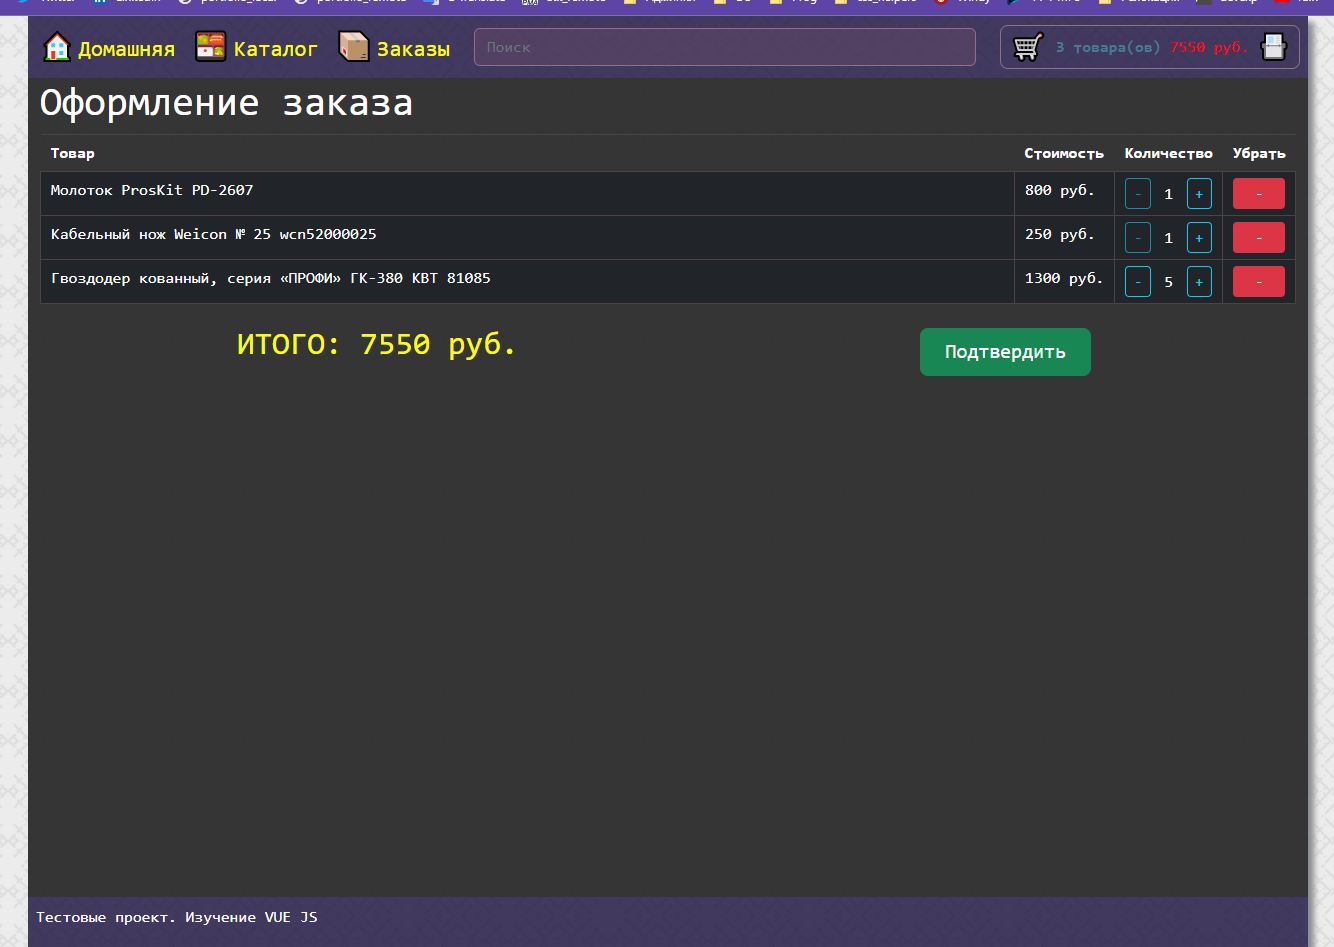 Домашняя Каталог Заказы Поиск 3 товара(ов) 7550 руб.
Оформление заказа
Товар Стоимость Количество Убрать
Молоток ProsKit PD-2607 800 руб. - 1 + -
Кабельный нож Weicon № 25 wcn52000025 250 руб. - 1 + -
Гвоздодер кованный, серия «ПРОФИ» ГК-380 КВТ 81085 1300 руб. - 5 + -
ИТОГО: 7550 руб. Подтвердить
Тестовые проект. Изучение VUE JS